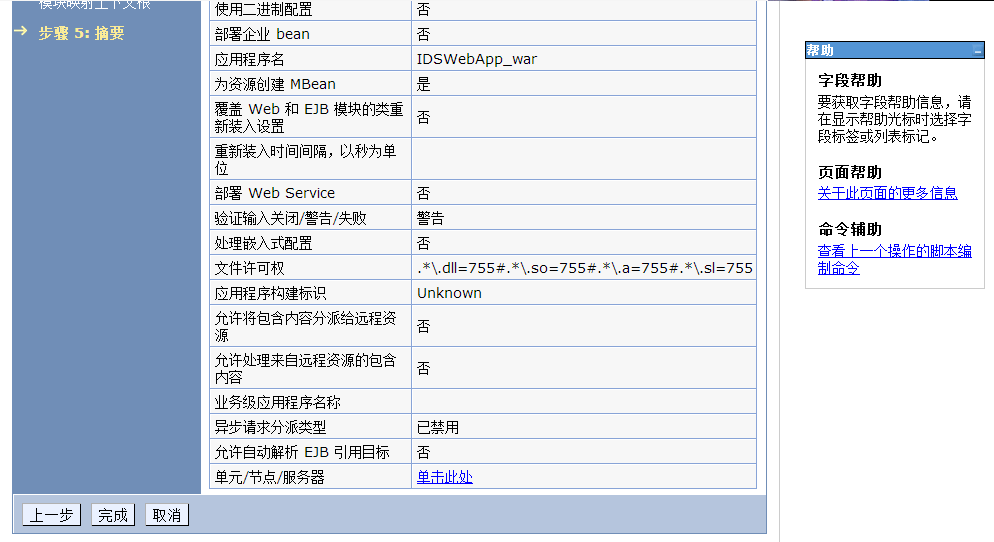 模块映射上下文根
步骤 5: 摘要
使用二进制配置 否
部署企业 bean 否
应用程序名 IDSWebApp_war
为资源创建 MBean 是
覆盖 Web 和 EJB 模块的类重
新装入设置 否
重新装入时间间隔，以秒为单
位
部署 Web Service 否
验证输入关闭/警告/失败 警告
处理嵌入式配置 否
文件许可权 .*\.dll=755#.*\.so=755#.*\.a=755#.*\.sl=755
应用程序构建标识 Unknown
允许将包含内容分派给远程资
源 否
允许处理来自远程资源的包含
内容 否
业务级应用程序名称
异步请求分派类型 已禁用
允许自动解析 EJB 引用目标 否
单元/节点/服务器 单击此处
上一步 完成 取消
帮助
字段帮助
要获取字段帮助信息，请
在显示帮助光标时选择字
段标签或列表标记。
页面帮助
关于此页面的更多信息
命令辅助
查看上一个操作的脚本编
制命令